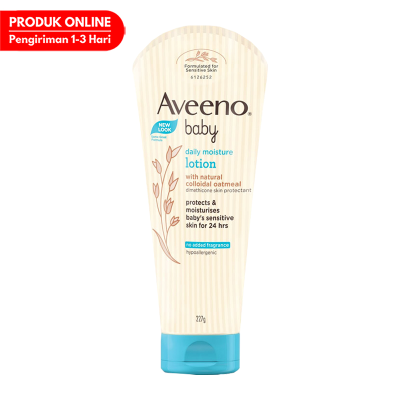 PRODUK ONLINE
Pengiriman 1-3 Hari
Formulated for
Sensitive Skin
Aveeno®
baby
NEW
LOOK
daily moisture
lotion
with natural
colloidal oatmeal
dimethicone skin protectant
protects &
moisturises
baby's sensitive
skin for 24 hrs
no added fragrance
hypoallergenic
227g